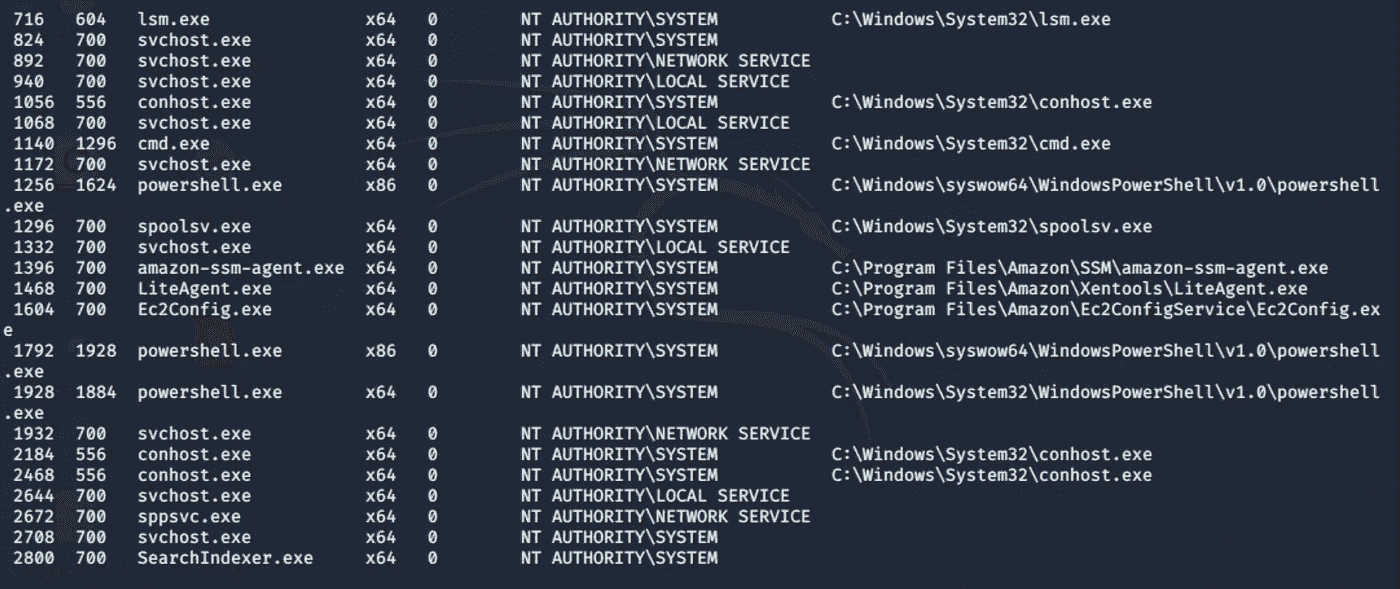 716 604 lsm.exe x64 0 NT AUTHORITY\SYSTEM C:\Windows\System32\lsm.exe
824 700 svchost.exe x64 0 NT AUTHORITY\SYSTEM
892 700 svchost.exe x64 0 NT AUTHORITY\NETWORK SERVICE
940 700 svchost.exe x64 0 NT AUTHORITY\LOCAL SERVICE
1056 556 conhost.exe x64 0 NT AUTHORITY\SYSTEM C:\Windows\System32\conhost.exe
1068 700 svchost.exe x64 0 NT AUTHORITY\LOCAL SERVICE
1140 1296 cmd.exe x64 0 NT AUTHORITY\SYSTEM C:\Windows\System32\cmd.exe
1172 700 svchost.exe x64 0 NT AUTHORITY\NETWORK SERVICE
1256 1624 powershell.exe x86 0 NT AUTHORITY\SYSTEM C:\Windows\syswow64\WindowsPowerShell\v1.0\powershell
.exe
1296 700 spoolsv.exe x64 0 NT AUTHORITY\SYSTEM C:\Windows\System32\spoolsv.exe
1332 700 svchost.exe x64 0 NT AUTHORITY\LOCAL SERVICE
1396 700 amazon-ssm-agent.exe x64 0 NT AUTHORITY\SYSTEM C:\Program Files\Amazon\SSM\amazon-ssm-agent.exe
1468 700 LiteAgent.exe x64 0 NT AUTHORITY\SYSTEM C:\Program Files\Amazon\Xentools\LiteAgent.exe
1604 700 Ec2Config.exe x64 0 NT AUTHORITY\SYSTEM C:\Program Files\Amazon\Ec2ConfigService\Ec2Config.ex
e
1792 1928 powershell.exe x86 0 NT AUTHORITY\SYSTEM C:\Windows\syswow64\WindowsPowerShell\v1.0\powershell
.exe
1928 1884 powershell.exe x64 0 NT AUTHORITY\SYSTEM C:\Windows\System32\WindowsPowerShell\v1.0\powershell
.exe
1932 700 svchost.exe x64 0 NT AUTHORITY\NETWORK SERVICE
2184 556 conhost.exe x64 0 NT AUTHORITY\SYSTEM C:\Windows\System32\conhost.exe
2468 556 conhost.exe x64 0 NT AUTHORITY\SYSTEM C:\Windows\System32\conhost.exe
2644 700 svchost.exe x64 0 NT AUTHORITY\LOCAL SERVICE
2672 700 sppsvc.exe x64 0 NT AUTHORITY\NETWORK SERVICE
2708 700 svchost.exe x64 0 NT AUTHORITY\SYSTEM
2800 700 SearchIndexer.exe x64 0 NT AUTHORITY\SYSTEM